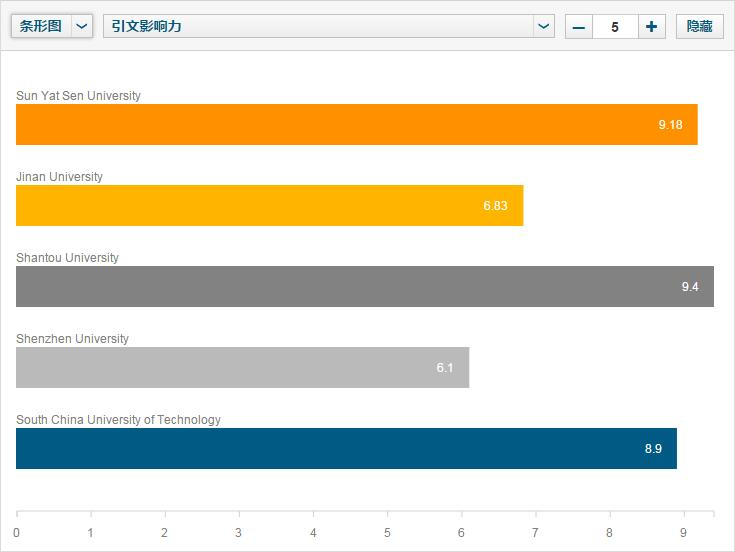 条形图 引文影响力 5 隐藏
Sun Yat Sen University
9.18
Jinan University
6.83
Shantou University
9.4
Shenzhen University
6.1
South China University of Technology
8.9
0 1 2 3 4 5 6 7 8 9